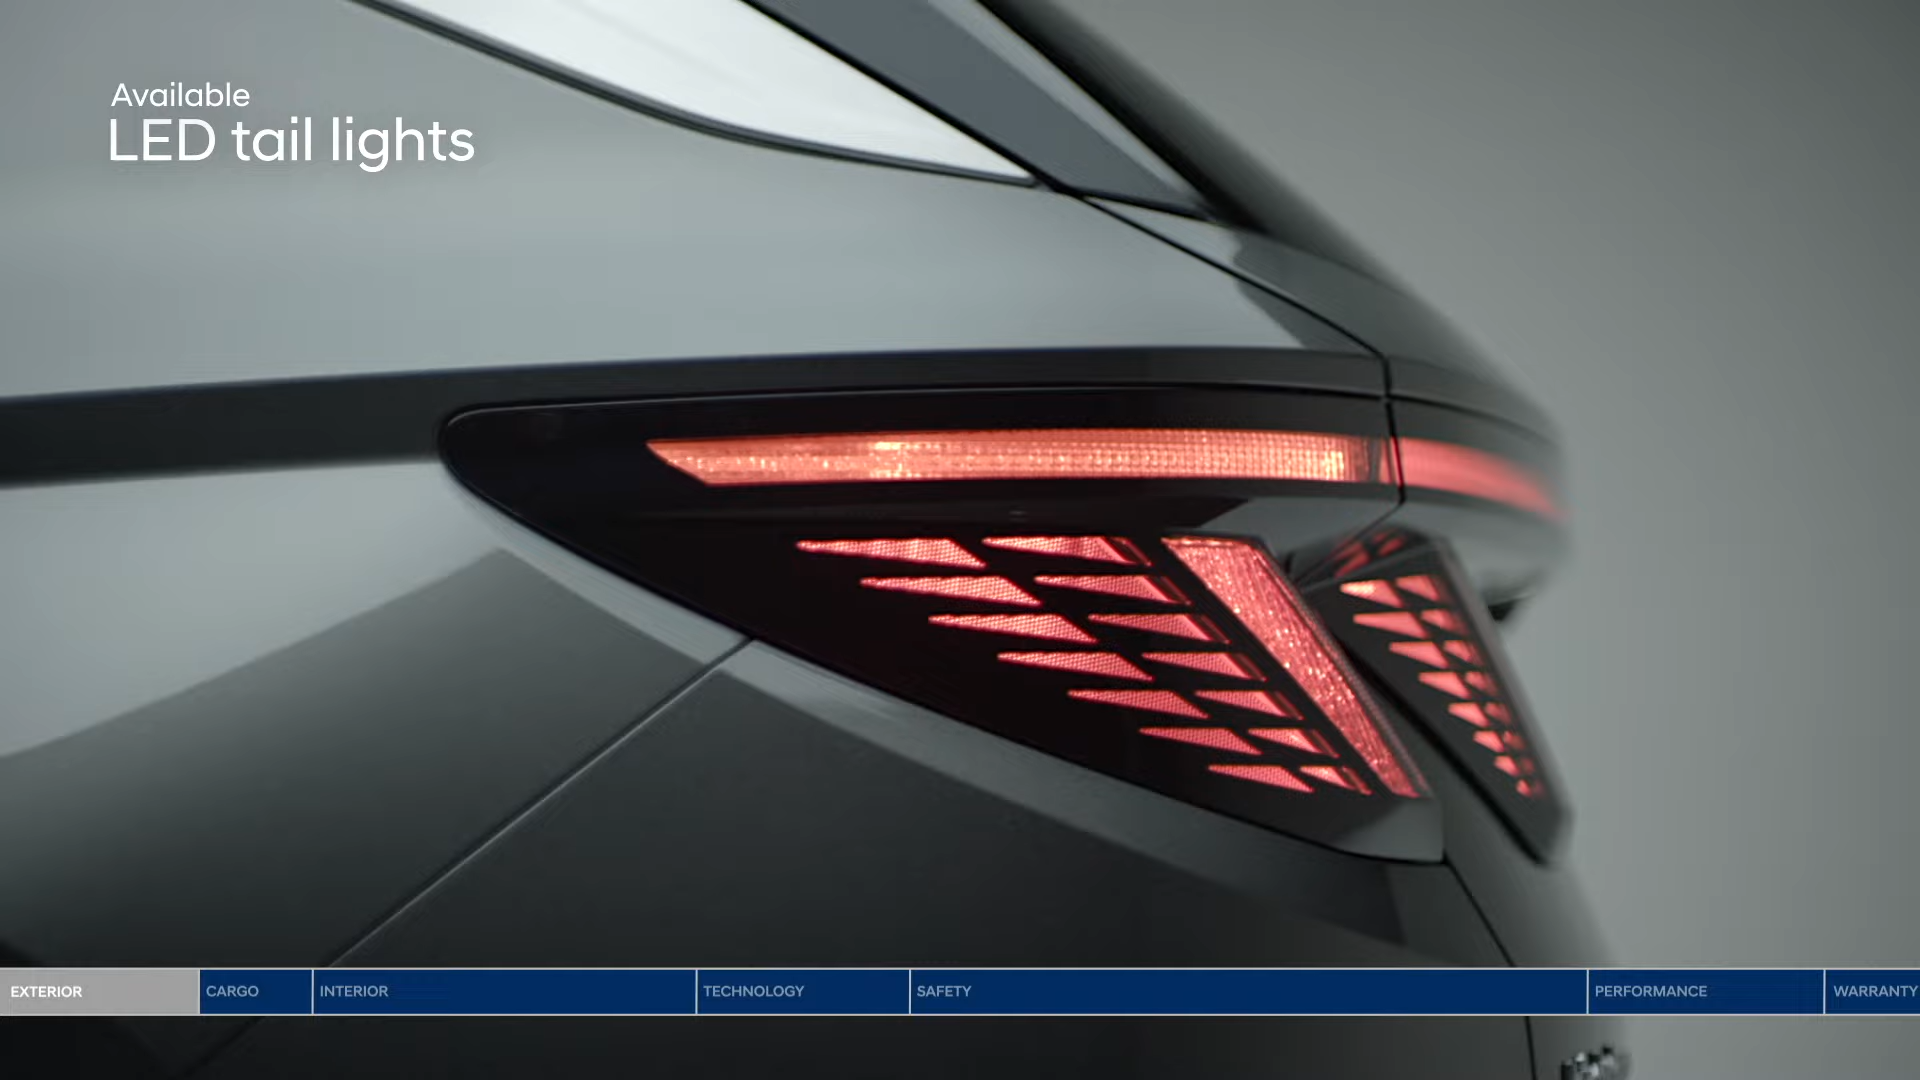 Available
LED tail lights
EXTERIOR
CARGO
INTERIOR
TECHNOLOGY
SAFETY
PERFORMANCE
WARRANTY